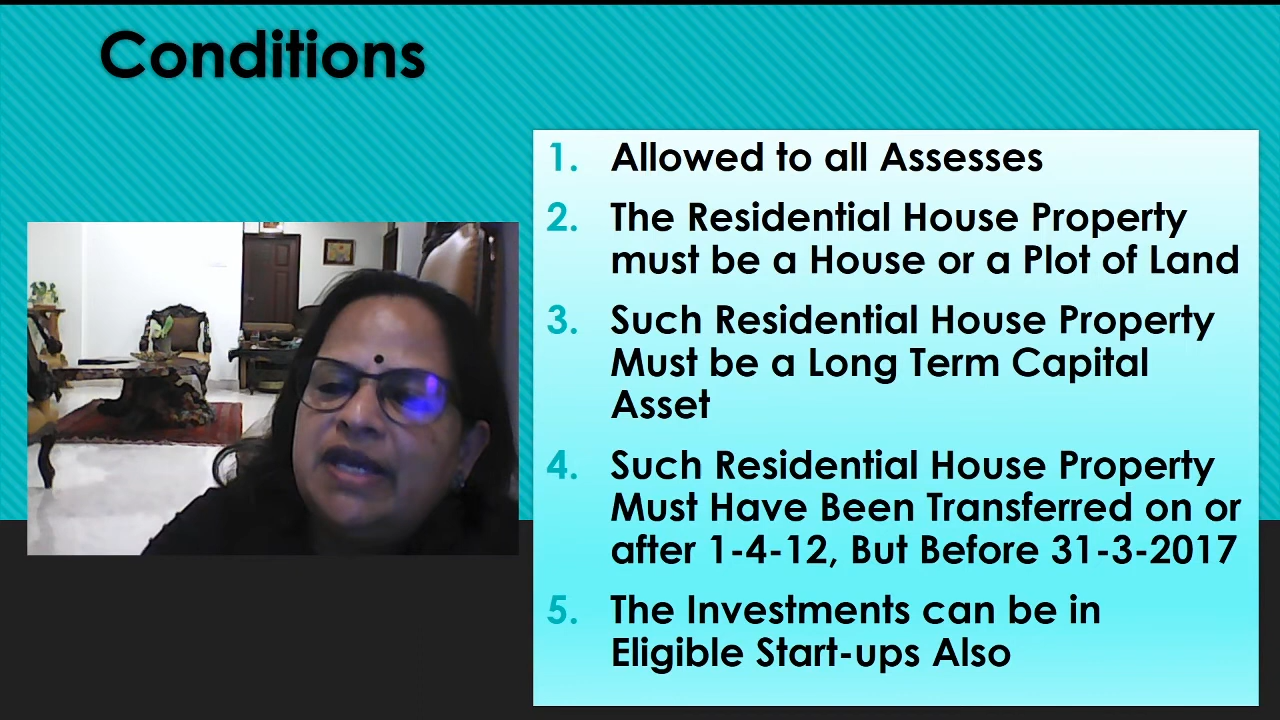 Conditions
1. Allowed to all Assesses
2. The Residential House Property
must be a House or a Plot of Land
3. Such Residential House Property
Must be a Long Term Capital
Asset
4. Such Residential House Property
Must Have Been Transferred on or
after 1-4-12, But Before 31-3-2017
5. The Investments can be in
Eligible Start-ups Also